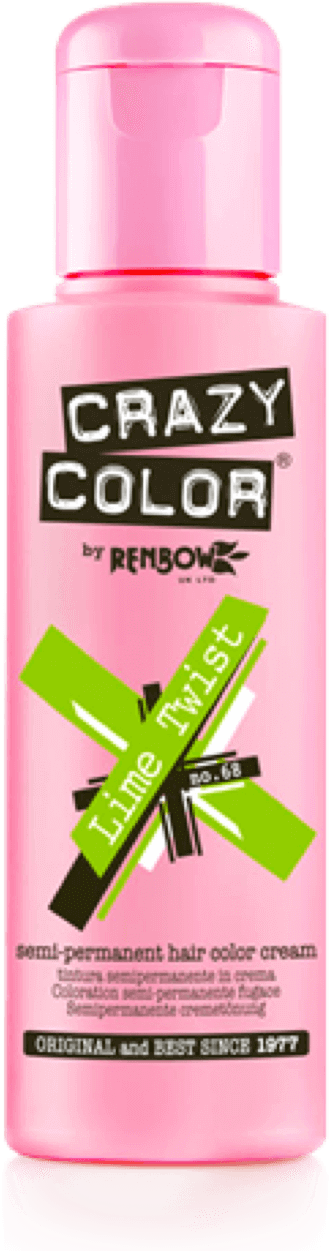 CRAZY
COLOR®
by RENBOW
UK LTD
Lime Twist
no.68
semi-permanent hair color cream
tintura semipermanente in crema
Coloration semi-permanente fugace
Semipermanente cremetönung
ORIGINAL and BEST SINCE 1977